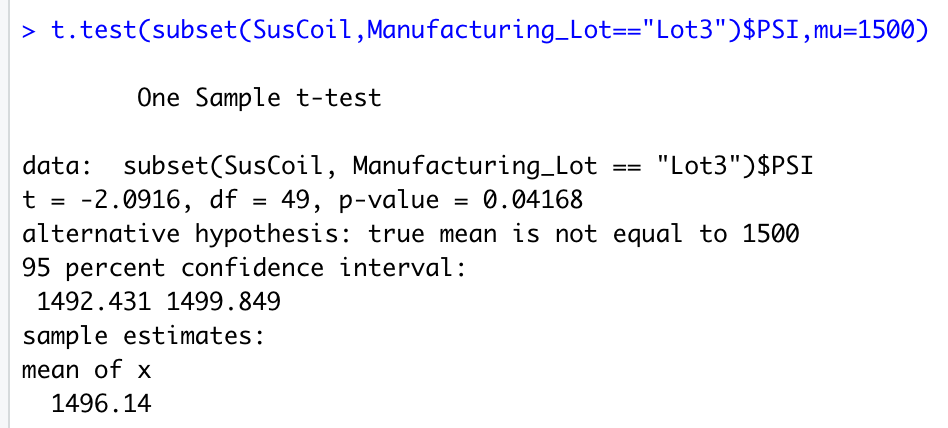 > t.test(subset(SusCoil,Manufacturing_Lot=="Lot3")$PSI,mu=1500)
One Sample t-test
data:  subset(SusCoil, Manufacturing_Lot == "Lot3")$PSI
t = -2.0916, df = 49, p-value = 0.04168
alternative hypothesis: true mean is not equal to 1500
95 percent confidence interval:
 1492.431 1499.849
sample estimates:
mean of x
  1496.14